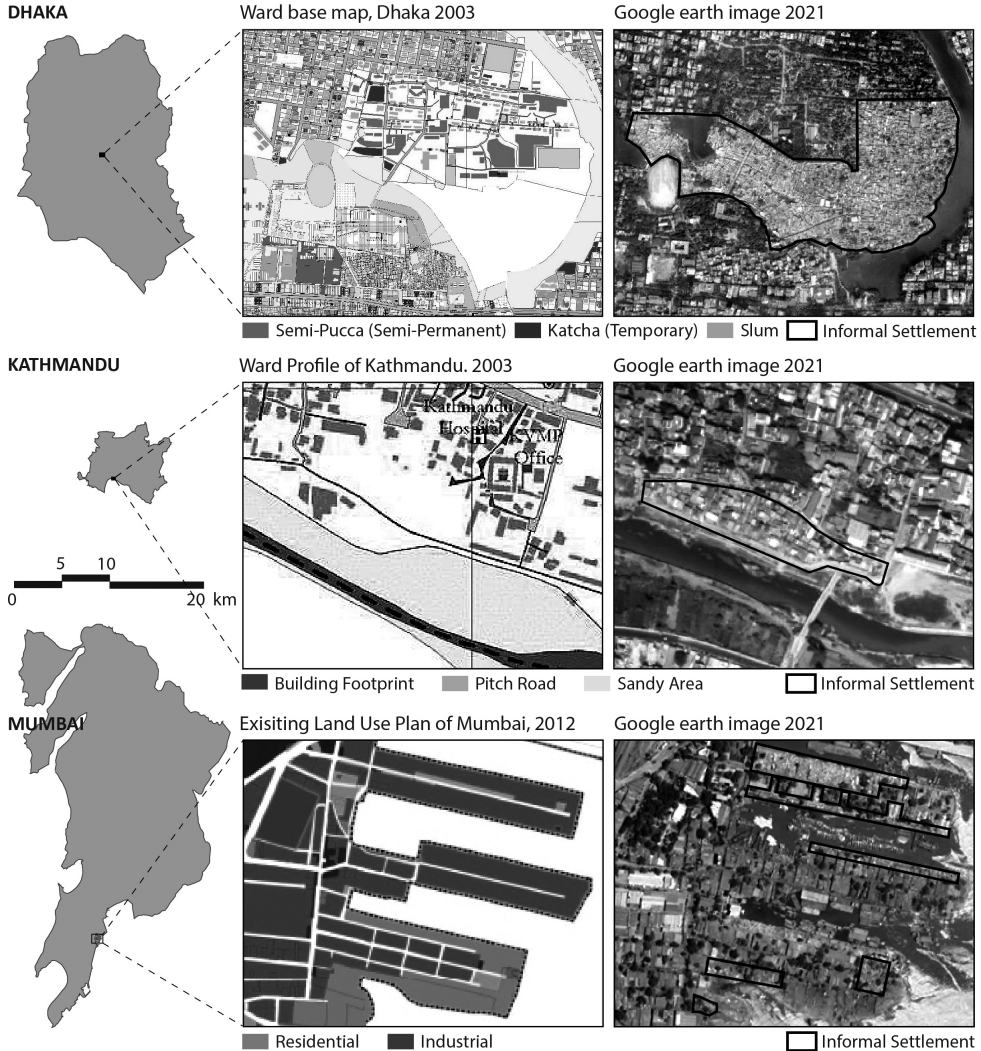 DHAKA
Ward base map, Dhaka 2003
Google earth image 2021
Semi-Pucca (Semi-Permanent)
Katcha (Temporary)
Slum
Informal Settlement
KATHMANDU
Ward Profile of Kathmandu. 2003
Google earth image 2021
Kathmandu
Hospital
KVMP
Office
5 10
0 20 km
Building Footprint
Pitch Road
Sandy Area
Informal Settlement
MUMBAI
Exisiting Land Use Plan of Mumbai, 2012
Google earth image 2021
Residential
Industrial
Informal Settlement